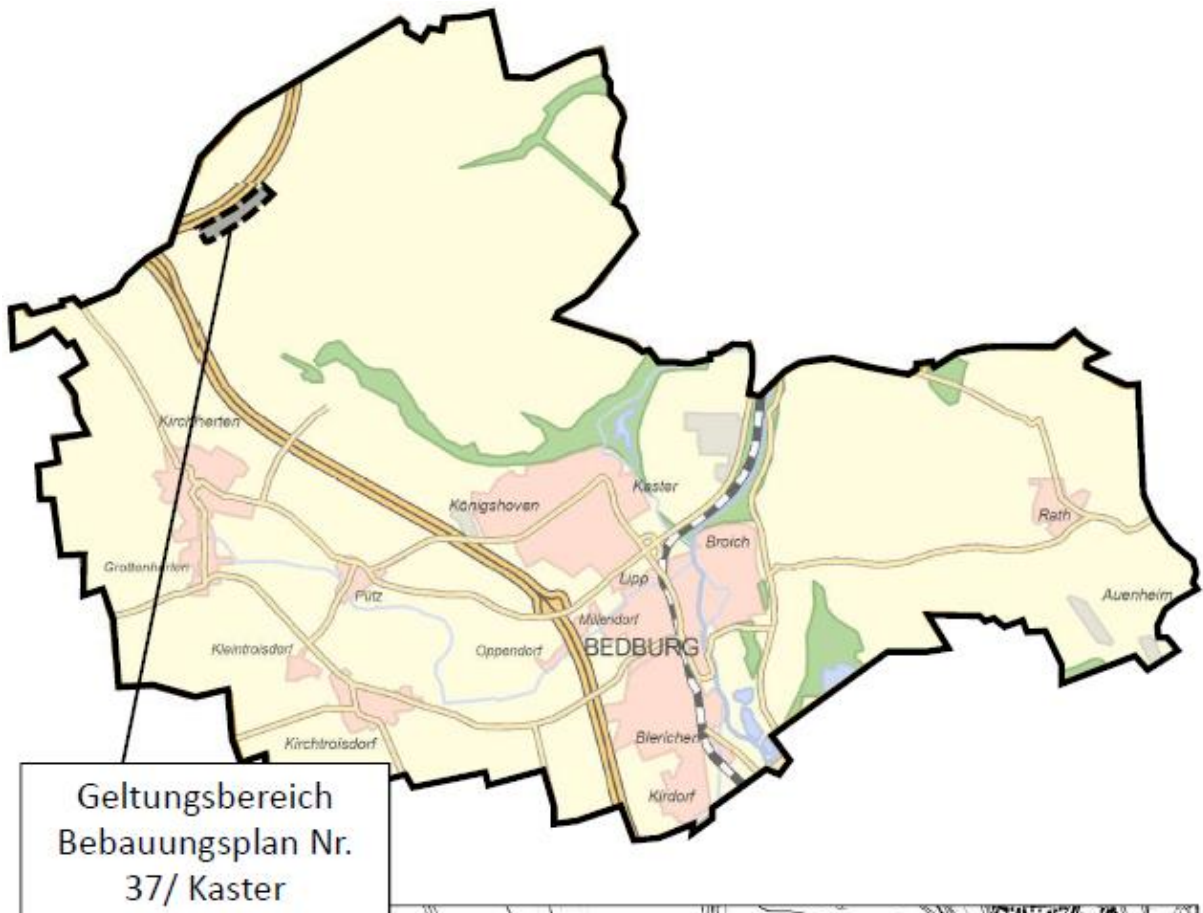 Kirchherten
Königshoven
Kaster
Rath
Broich
Grottenherten
Pütz
Lipp
Auenheim
Millendorf
Kleintroisdorf
Oppendorf
BEDBURG
Kirchtroisdorf
Blerichen
Kirdorf
Geltungsbereich
Bebauungsplan Nr.
37/ Kaster